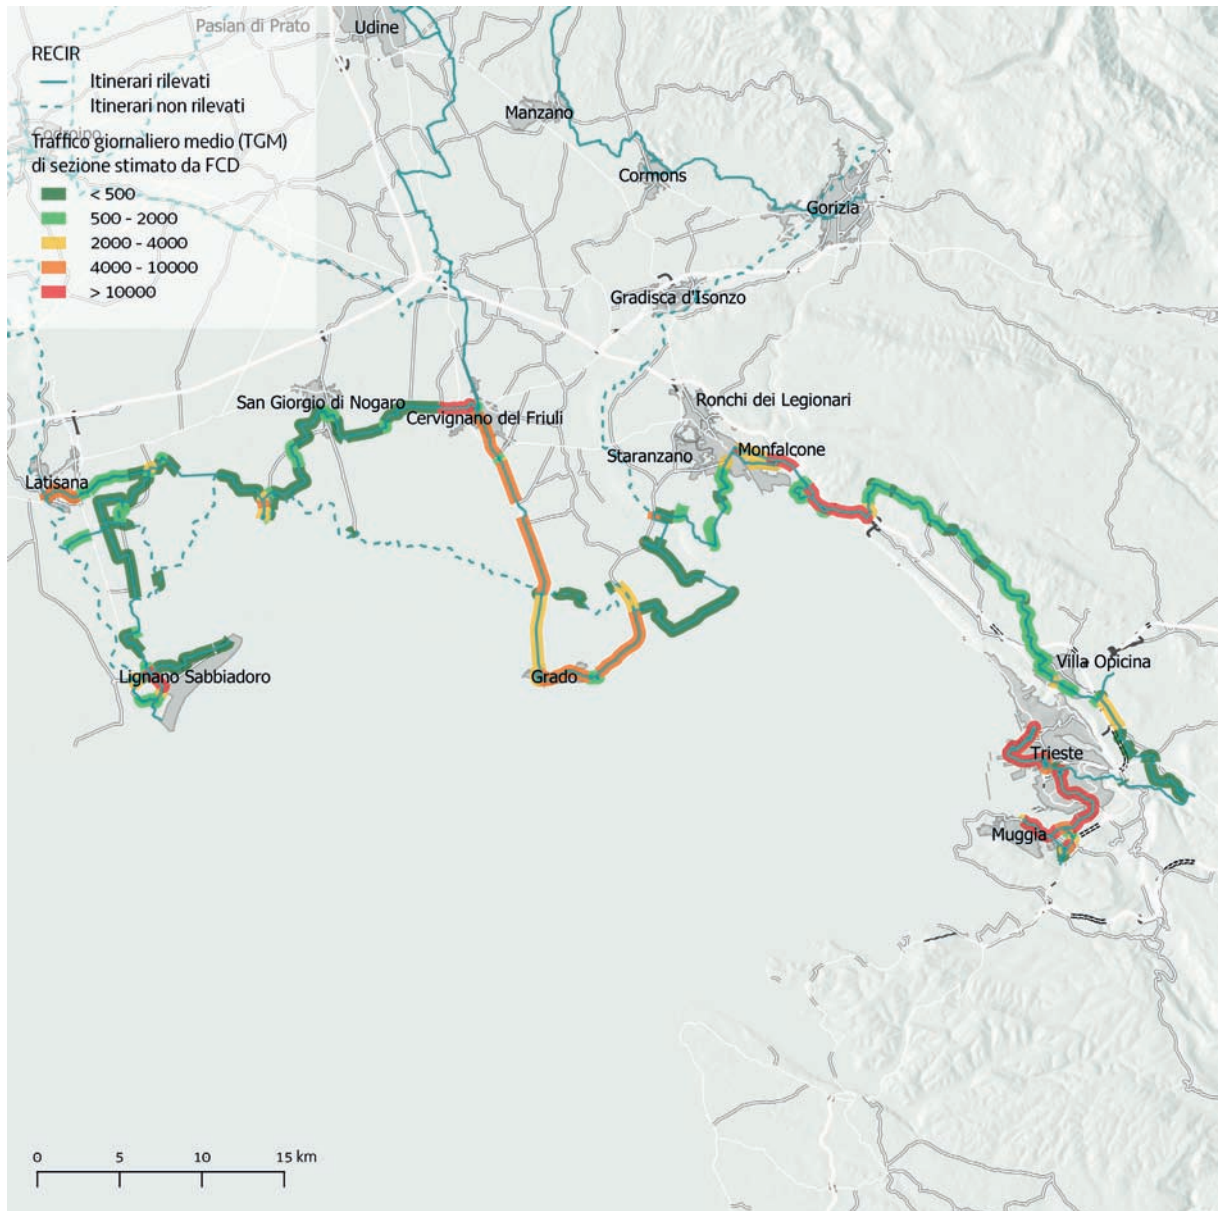 Pasian di Prato
Udine
RECIR
Itinerari rilevati
Itinerari non rilevati
Codroipo
Traffico giornaliero medio (TGM)
di sezione stimato da FCD
< 500
500 - 2000
2000 - 4000
4000 - 10000
> 10000
Manzano
Cormons
Gorizia
Gradisca d'Isonzo
San Giorgio di Nogaro
Cervignano del Friuli
Ronchi dei Legionari
Staranzano
Monfalcone
Latisana
Lignano Sabbiadoro
Grado
Villa Opicina
Trieste
Muggia
0 5 10 15 km